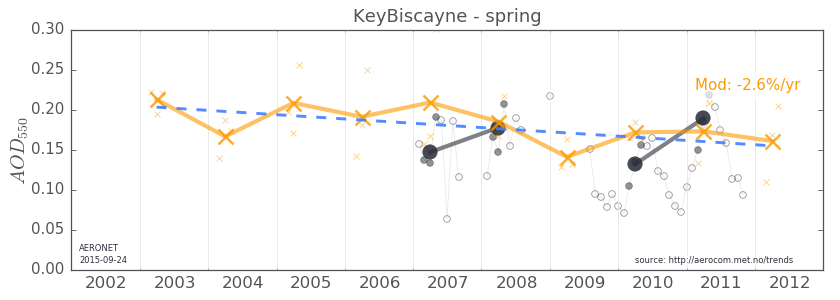 KeyBiscayne - spring
0.30
0.25
0.20
0.15
0.10
0.05
0.00
AOD550
Mod: -2.6%/yr
AERONET
2015-09-24
source: http://aerocom.met.no/trends
2002 2003 2004 2005 2006 2007 2008 2009 2010 2011 2012